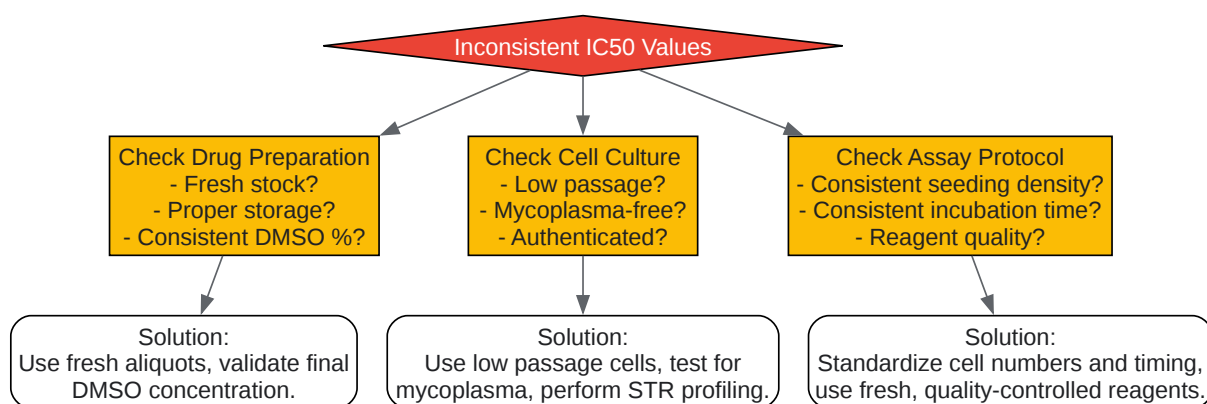 Inconsistent IC50 Values
Check Drug Preparation
- Fresh stock?
- Proper storage?
- Consistent DMSO %?
Check Cell Culture
- Low passage?
- Mycoplasma-free?
- Authenticated?
Check Assay Protocol
- Consistent seeding density?
- Consistent incubation time?
- Reagent quality?
Solution:
Use fresh aliquots, validate final
DMSO concentration.
Solution:
Use low passage cells, test for
mycoplasma, perform STR profiling.
Solution:
Standardize cell numbers and timing,
use fresh, quality-controlled reagents.